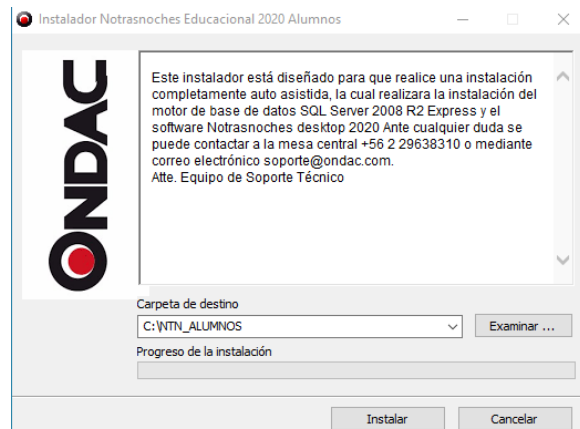 Instalador Notrasnoches Educacional 2020 Alumnos
ONDAC
Este instalador está diseñado para que realice una instalación
completamente auto asistida, la cual realizara la instalación del
motor de base de datos SQL Server 2008 R2 Express y el
software Notrasnoches desktop 2020 Ante cualquier duda se
puede contactar a la mesa central +56 2 29638310 o mediante
correo electrónico soporte@ondac.com.
Atte. Equipo de Soporte Técnico
Carpeta de destino
C:\NTN_ALUMNOS
Examinar ...
Progreso de la instalación
Instalar
Cancelar